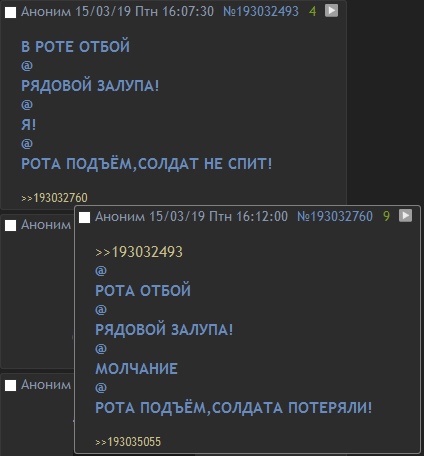 Аноним 15/03/19 Птн 16:07:30 №193032493 4
В РОТЕ ОТБОЙ
@
РЯДОВОЙ ЗАЛУПА!
@
Я!
@
РОТА ПОДЪЁМ,СОЛДАТ НЕ СПИТ!
>>193032760
Аноним
Аноним 15/03/19 Птн 16:12:00 №193032760 9
>>193032493
@
РОТА ОТБОЙ
@
РЯДОВОЙ ЗАЛУПА!
@
МОЛЧАНИЕ
@
РОТА ПОДЪЁМ,СОЛДАТА ПОТЕРЯЛИ!
>>193035055
Аноним